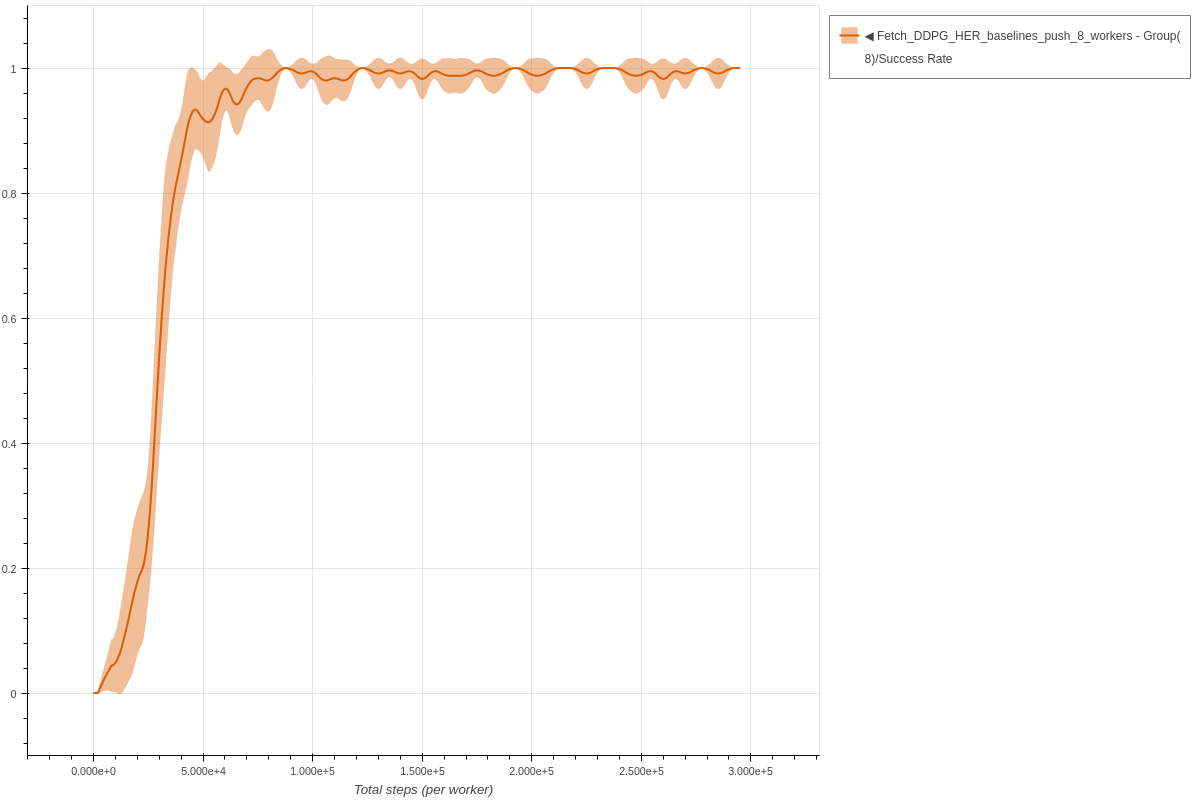 ◀ Fetch_DDPG_HER_baselines_push_8_workers - Group(
8)/Success Rate
1
0.8
0.6
0.4
0.2
0
0.000e+0 5.000e+4 1.000e+5 1.500e+5 2.000e+5 2.500e+5 3.000e+5
Total steps (per worker)